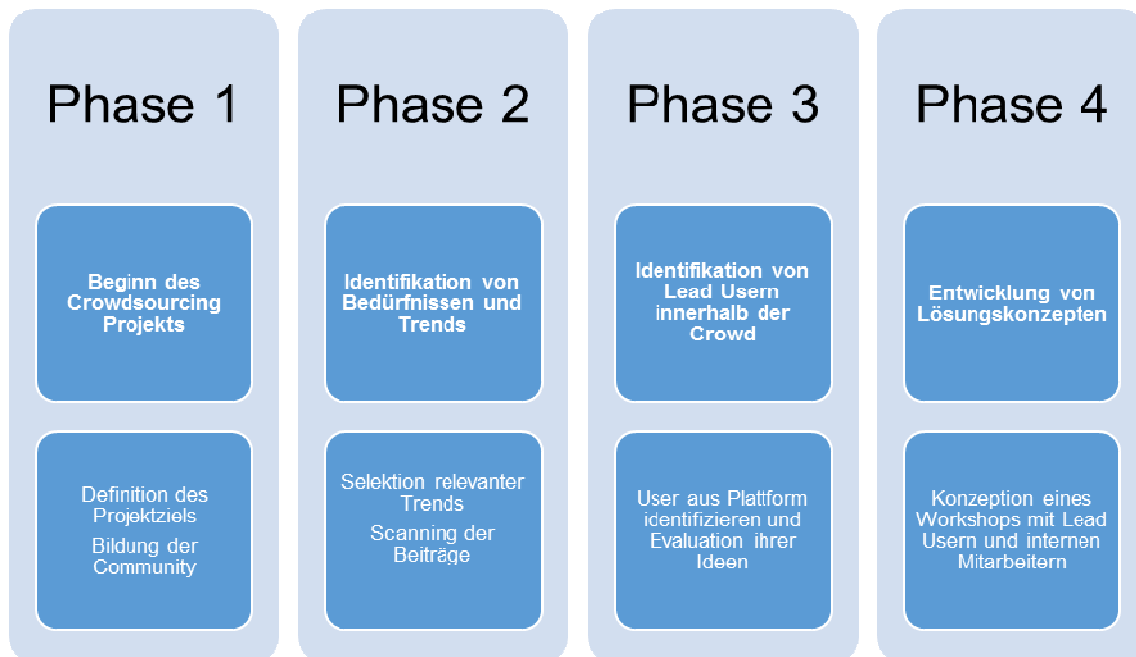 Phase 1
Beginn des
Crowdsourcing
Projekts
Definition des
Projektziels
Bildung der
Community
Phase 2
Identifikation von
Bedürfnissen und
Trends
Selektion relevanter
Trends
Scanning der
Beiträge
Phase 3
Identifikation von
Lead Usern
innerhalb der
Crowd
User aus Plattform
identifizieren und
Evaluation ihrer
Ideen
Phase 4
Entwicklung von
Lösungskonzepten
Konzeption eines
Workshops mit Lead
Usern und internen
Mitarbeitern